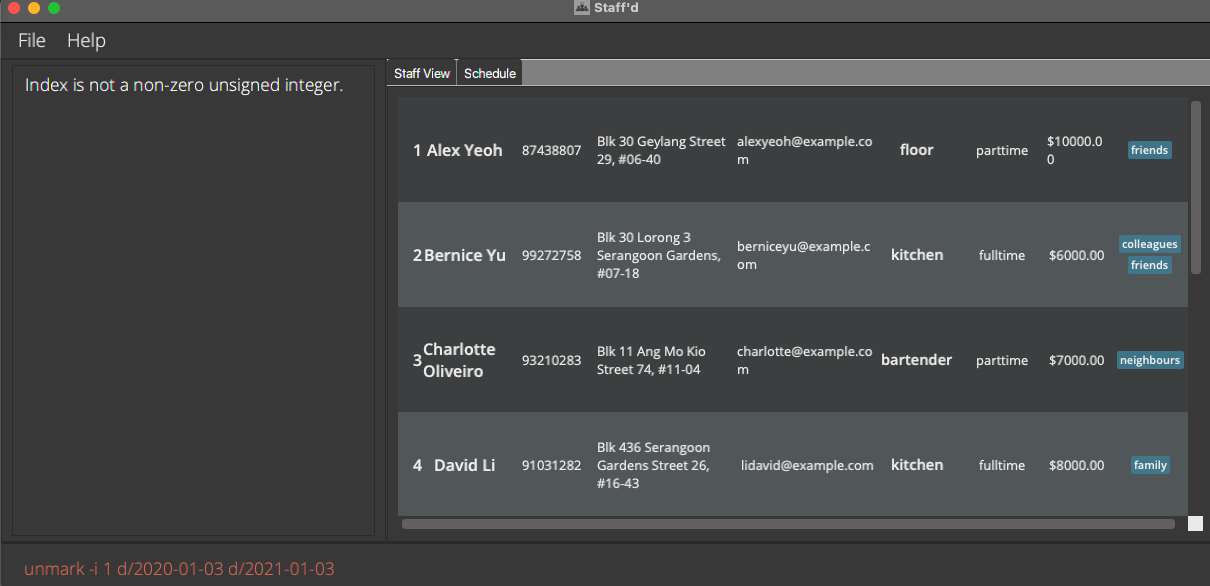 Staff'd
File Help
Index is not a non-zero unsigned integer.
Staff View Schedule
1 Alex Yeoh 87438807 Blk 30 Geylang Street 29, #06-40 alexyeoh@example.com floor parttime $10000.00 friends
2 Bernice Yu 99272758 Blk 30 Lorong 3 Serangoon Gardens, #07-18 berniceyu@example.com kitchen fulltime $6000.00 colleagues friends
3 Charlotte Oliveiro 93210283 Blk 11 Ang Mo Kio Street 74, #11-04 charlotte@example.com bartender parttime $7000.00 neighbours
4 David Li 91031282 Blk 436 Serangoon Gardens Street 26, #16-43 lidavid@example.com kitchen fulltime $8000.00 family
unmark -i 1 d/2020-01-03 d/2021-01-03